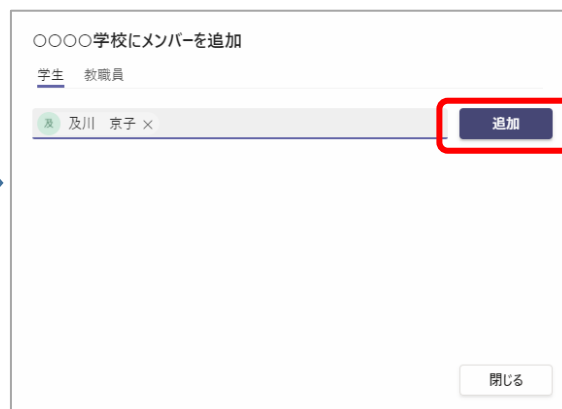 ○○○○学校にメンバーを追加
学生 教職員
及 及川 京子 × 追加
閉じる